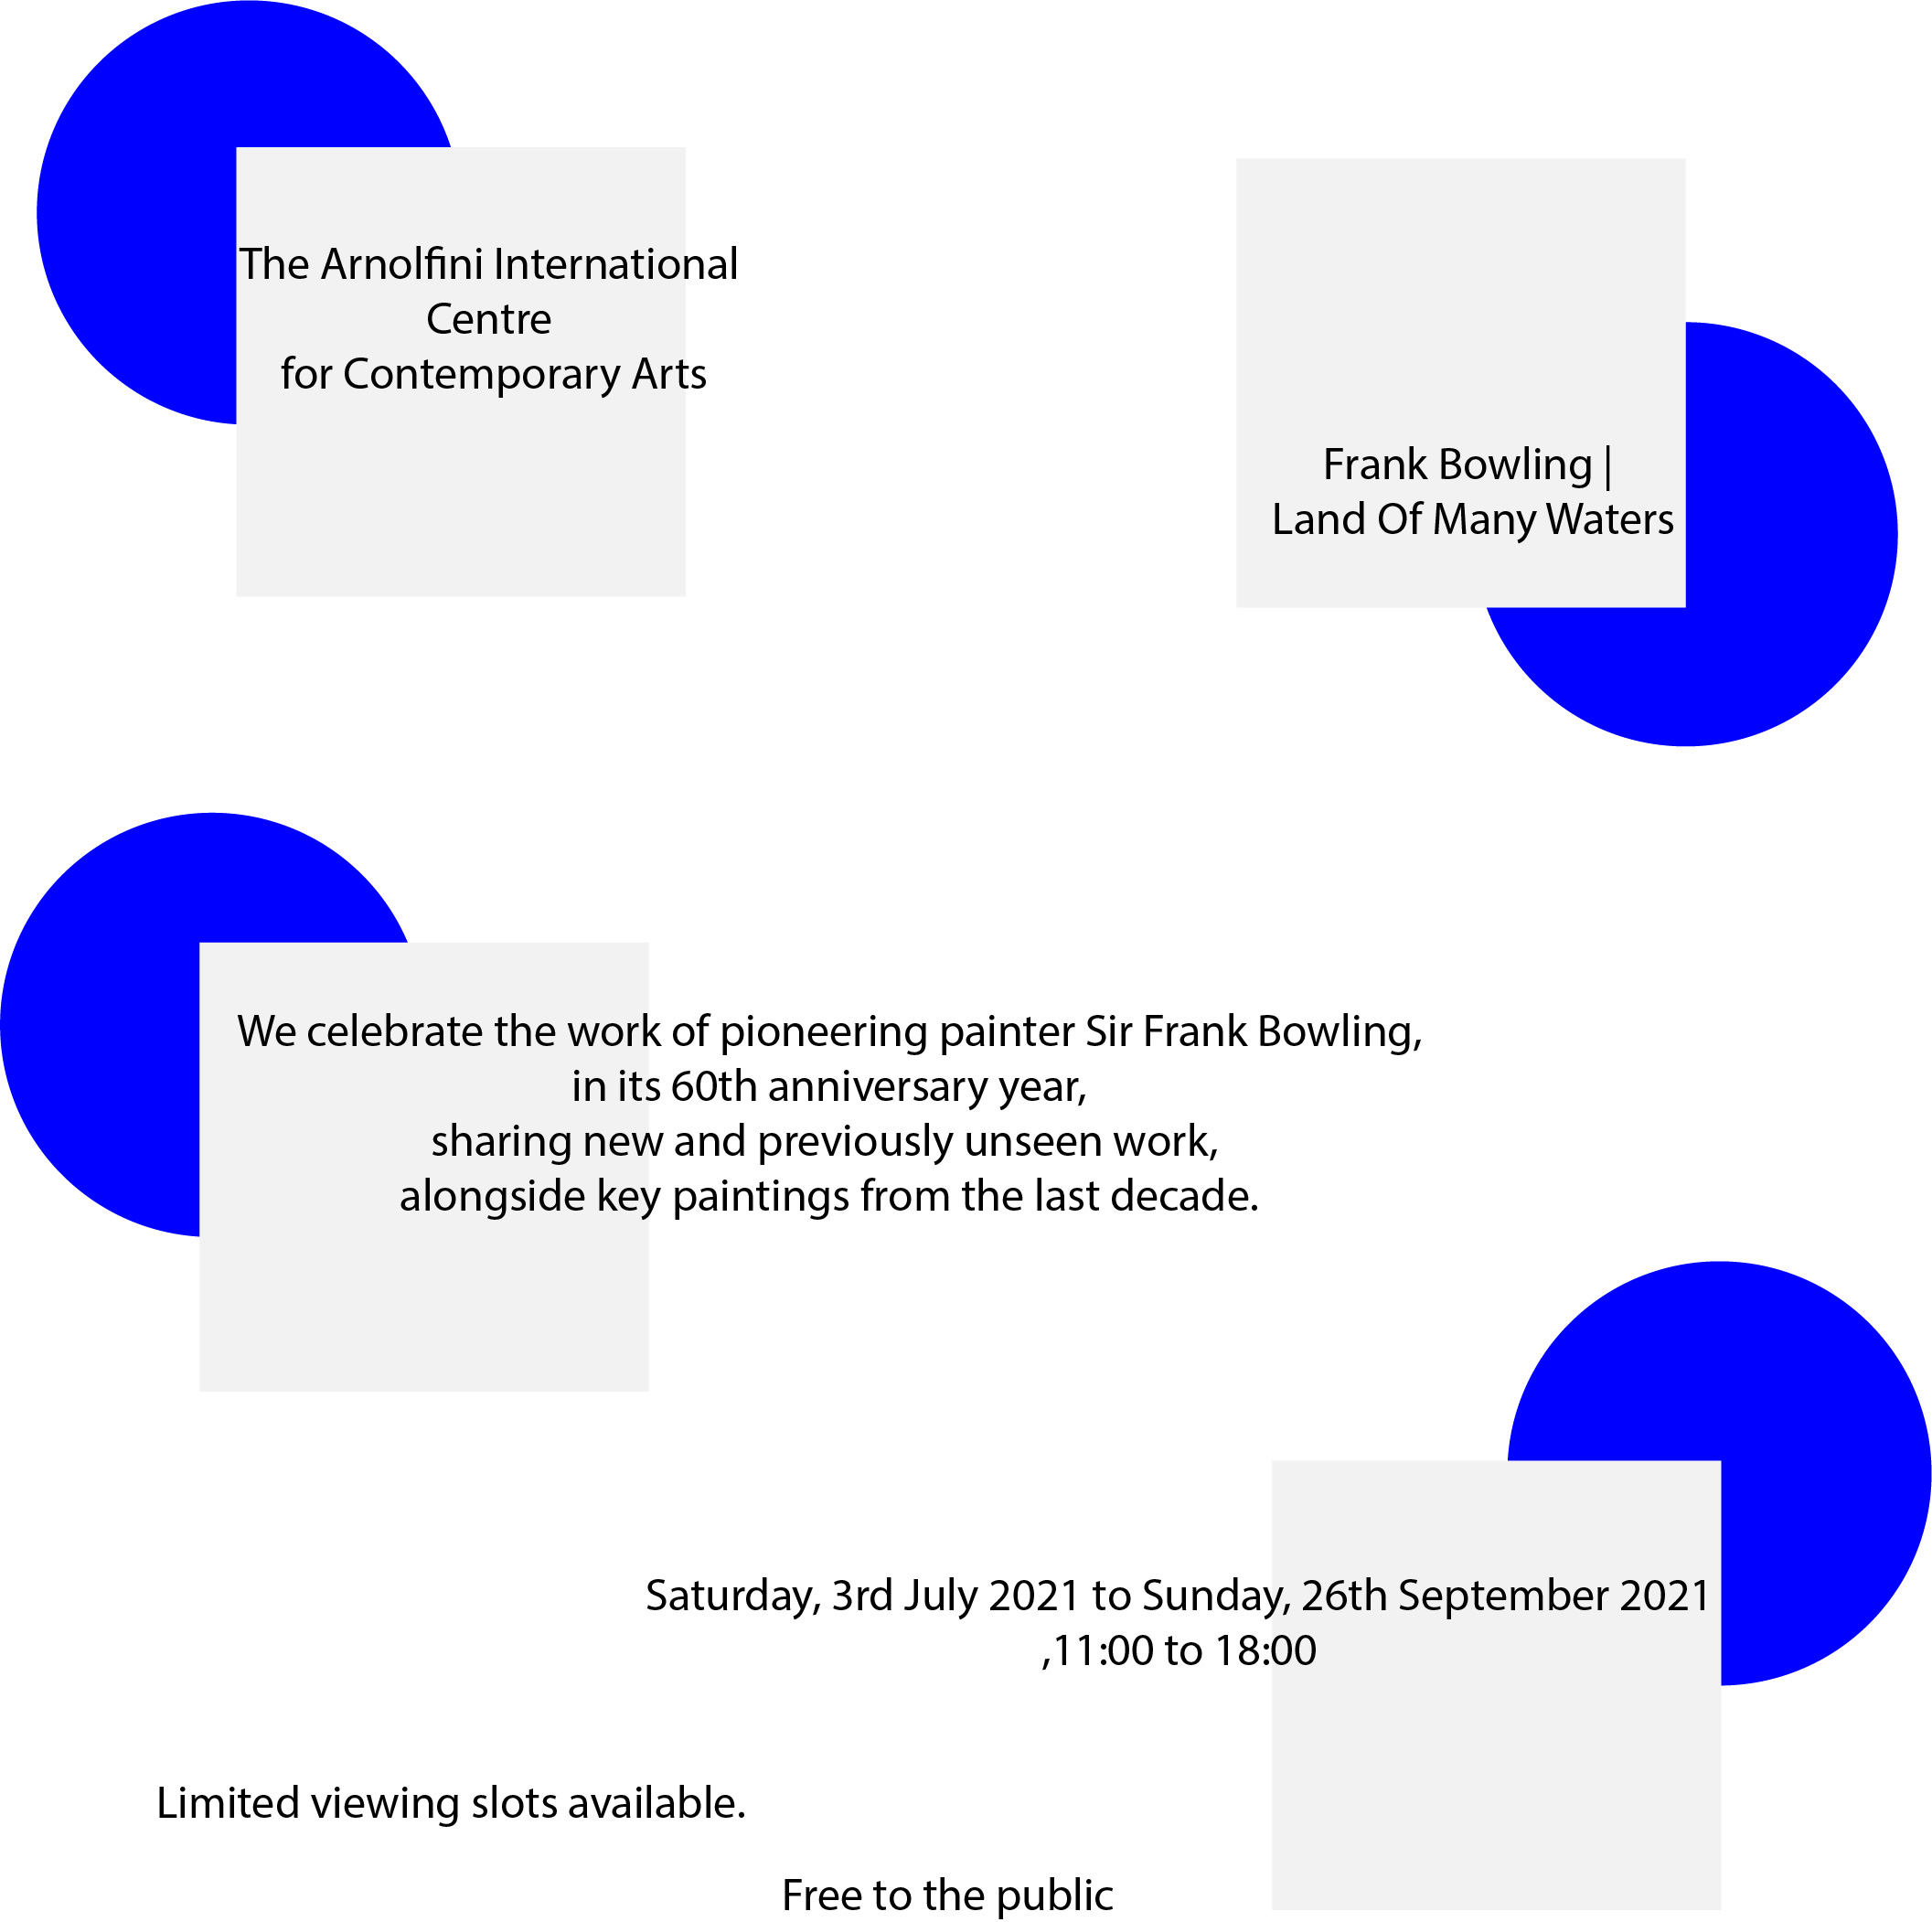 The Arnolfini International
Centre
for Contemporary Arts
Frank Bowling |
Land Of Many Waters
We celebrate the work of pioneering painter Sir Frank Bowling,
in its 60th anniversary year,
sharing new and previously unseen work,
alongside key paintings from the last decade.
Saturday, 3rd July 2021 to Sunday, 26th September 2021
,11:00 to 18:00
Limited viewing slots available.
Free to the public